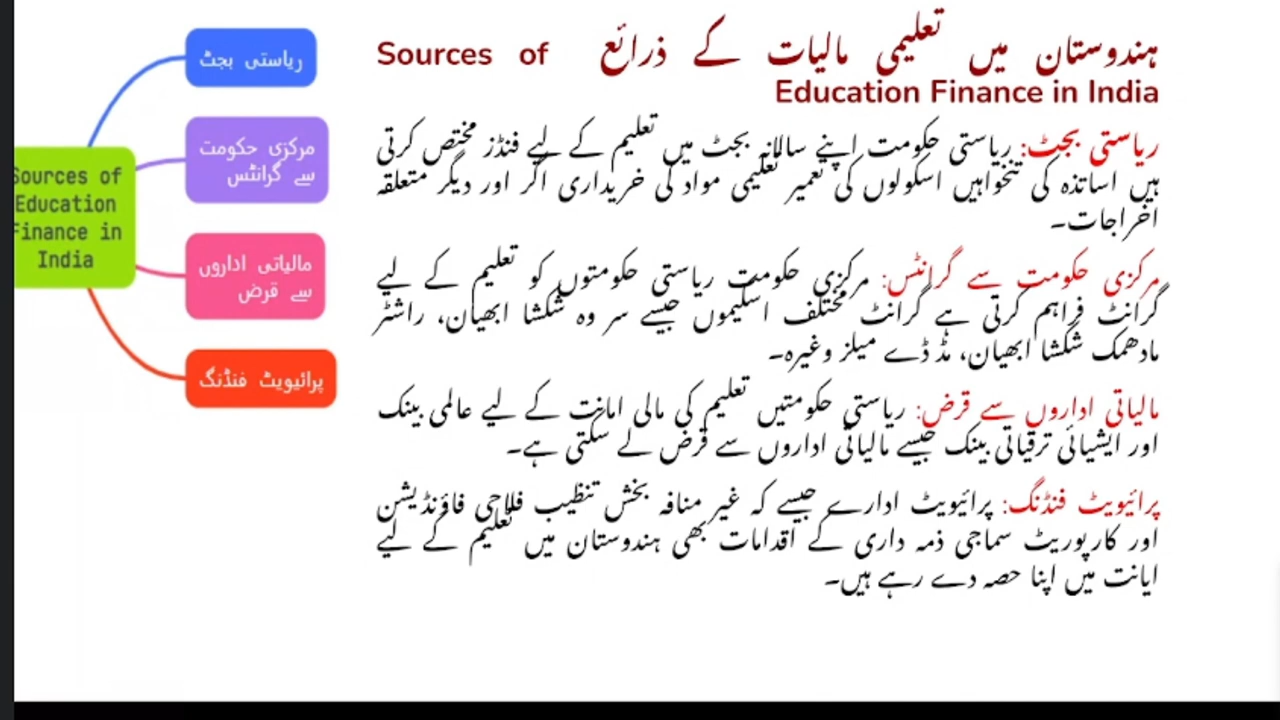 ہندوستان میں تعلیمی مالیات کے ذرائع Sources of
Education Finance in India
ریاستی بجٹ: ریاستی حکومت اپنے سالانہ بجٹ میں تعلیم کے لیے فنڈز مختص کرتی
ہیں اساتذہ کی تنخواہیں اسکولوں کی تعمیر تعلیمی مواد کی خریداری اگر اور دیگر متعلقہ
اخراجات۔
مرکزی حکومت سے گرانٹس: مرکزی حکومت ریاستی حکومتوں کو تعلیم کے لیے
گرانٹ فراہم کرتی ہے گرانٹ مختلف اسکیموں جیسے سر وہ شکشا ابھیان، راشٹر
مادھمک شکشا ابھیان، مڈ ڈے میلز وغیرہ۔
مالیاتی اداروں سے قرض: ریاستی حکومتیں تعلیم کی مالی امانت کے لیے عالمی بینک
اور ایشیائی ترقیاتی بینک جیسے مالیاتی اداروں سے قرض لے سکتی ہے۔
پرائیویٹ فنڈنگ: پرائیویٹ ادارے جیسے کہ غیر منافہ بخش تنظیب فلاحی فاؤنڈیشن
اور کارپوریٹ سماجی ذمہ داری کے اقدامات بھی ہندوستان میں تعلیم کے لیے
ایانت میں اپنا حصہ دے رہے ہیں۔
Sources of
Education
Finance in
India
ریاستی بجٹ
مرکزی حکومت
سے گرانٹس
مالیاتی اداروں
سے قرض
پرائیویٹ فنڈنگ